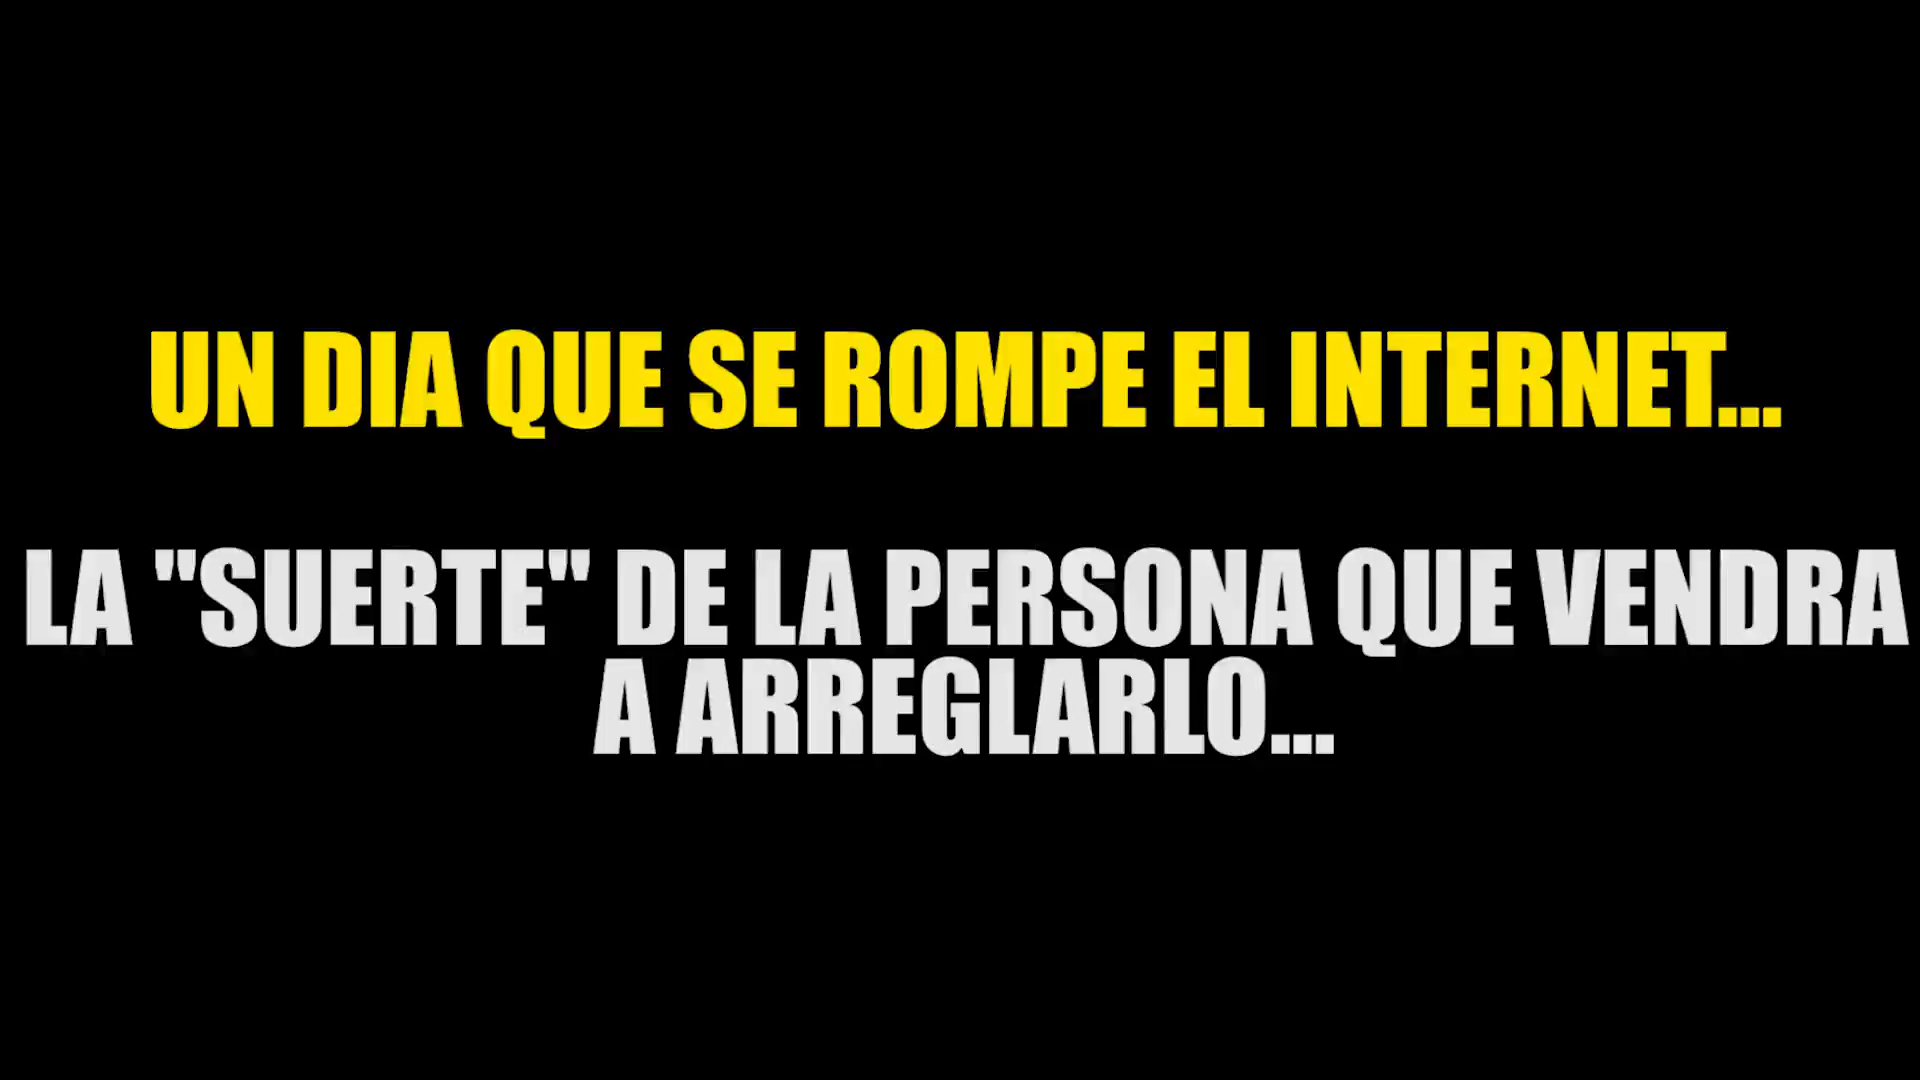 UN DIA QUE SE ROMPE EL INTERNET...
LA "SUERTE" DE LA PERSONA QUE VENDRA
A ARREGLARLO...